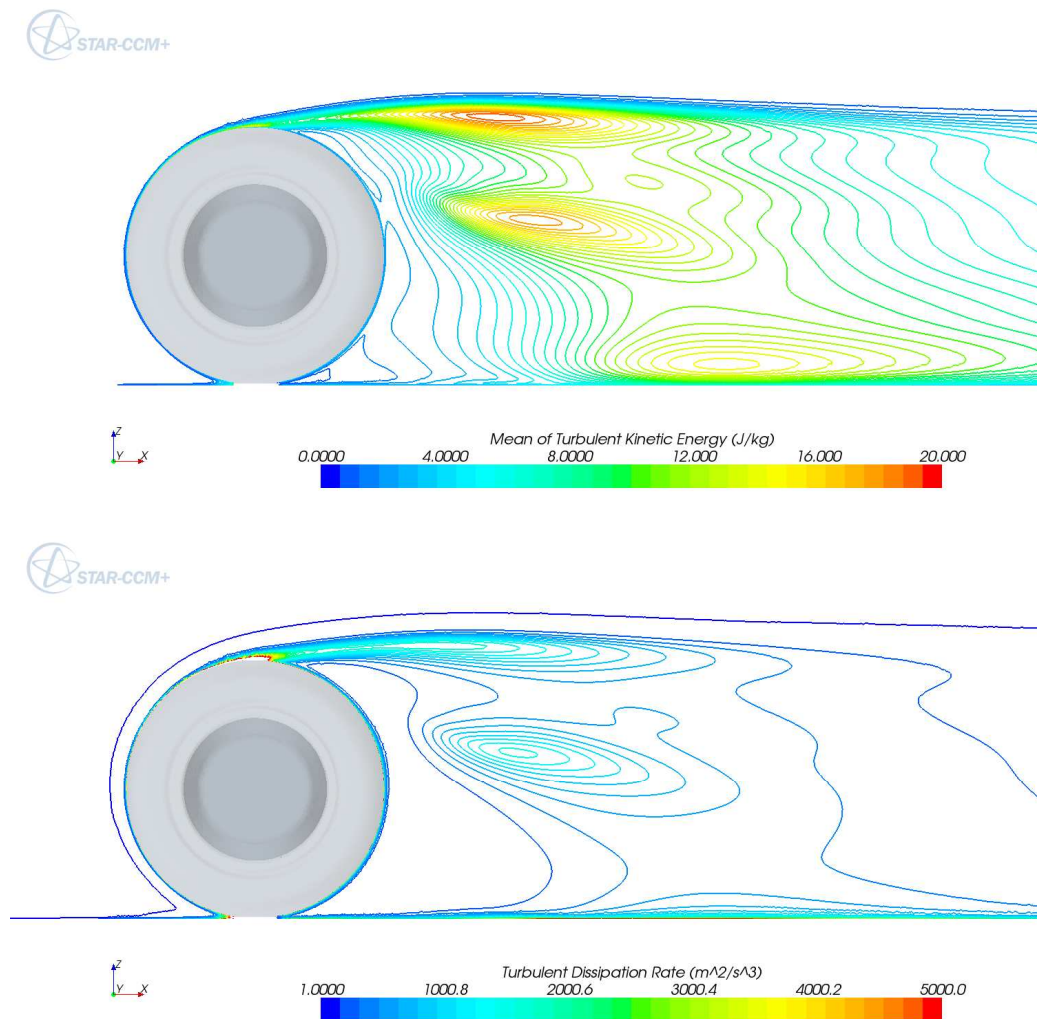 STAR-CCM+
Z
Y X
Mean of Turbulent Kinetic Energy (J/kg)
0.0000 4.0000 8.0000 12.000 16.000 20.000
STAR-CCM+
Z
Y X
Turbulent Dissipation Rate (m^2/s^3)
1.0000 1000.8 2000.6 3000.4 4000.2 5000.0